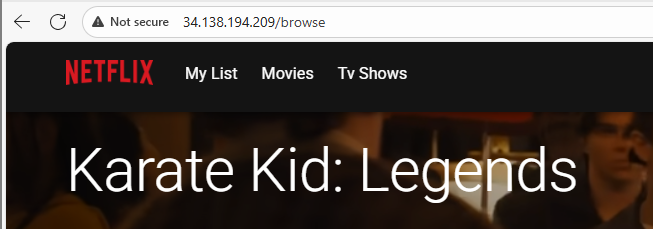 Not secure 34.138.194.209/browse
NETFLIX My List Movies Tv Shows
Karate Kid: Legends